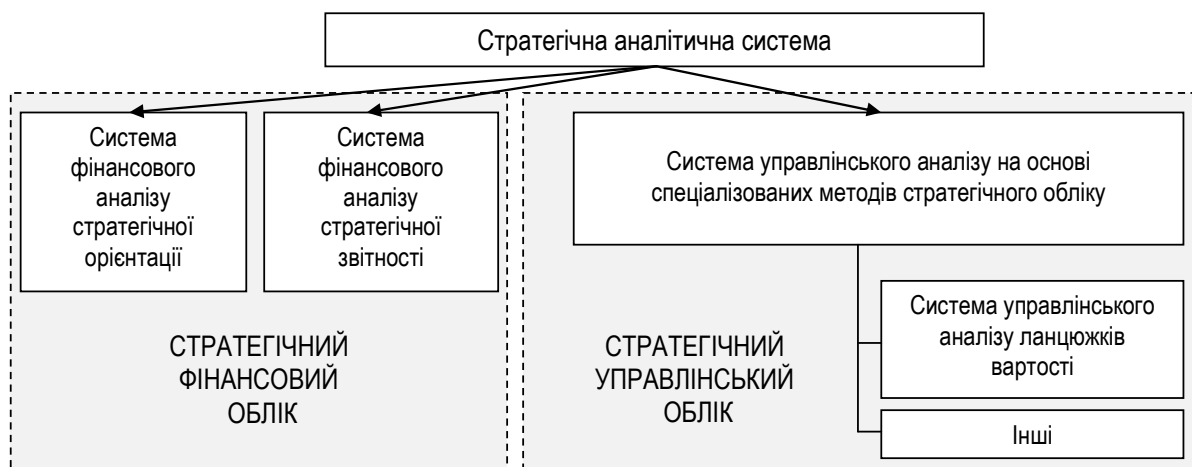 Стратегічна аналітична система
Система
фінансового
аналізу
стратегічної
орієнтації
Система
фінансового
аналізу
стратегічної
звітності
Система управлінського аналізу на основі
спеціалізованих методів стратегічного обліку
Система управлінського
аналізу ланцюжків
вартості
Інші
СТРАТЕГІЧНИЙ
ФІНАНСОВИЙ
ОБЛІК
СТРАТЕГІЧНИЙ
УПРАВЛІНСЬКИЙ
ОБЛІК